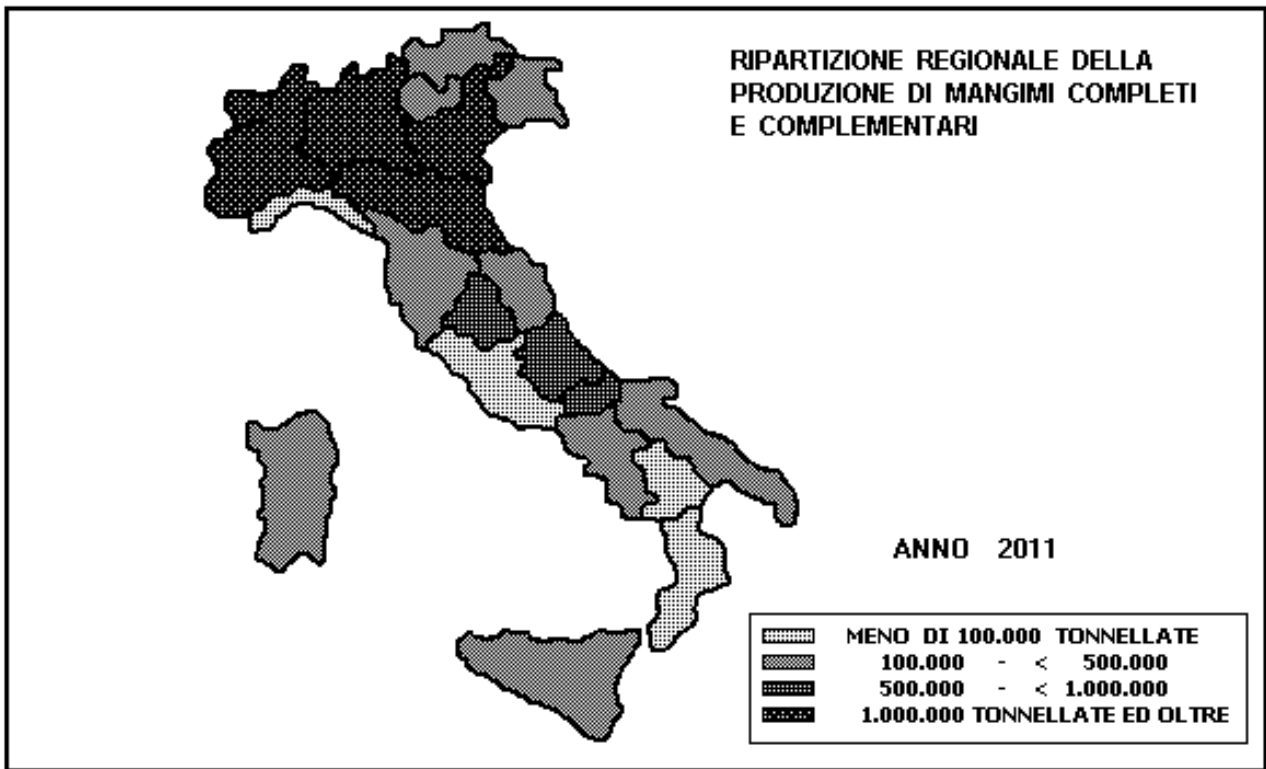 RIPARTIZIONE REGIONALE DELLA
PRODUZIONE DI MANGIMI COMPLETI
E COMPLEMENTARI
ANNO 2011
MENO DI 100.000 TONNELLATE
100.000 - < 500.000
500.000 - < 1.000.000
1.000.000 TONNELLATE ED OLTRE